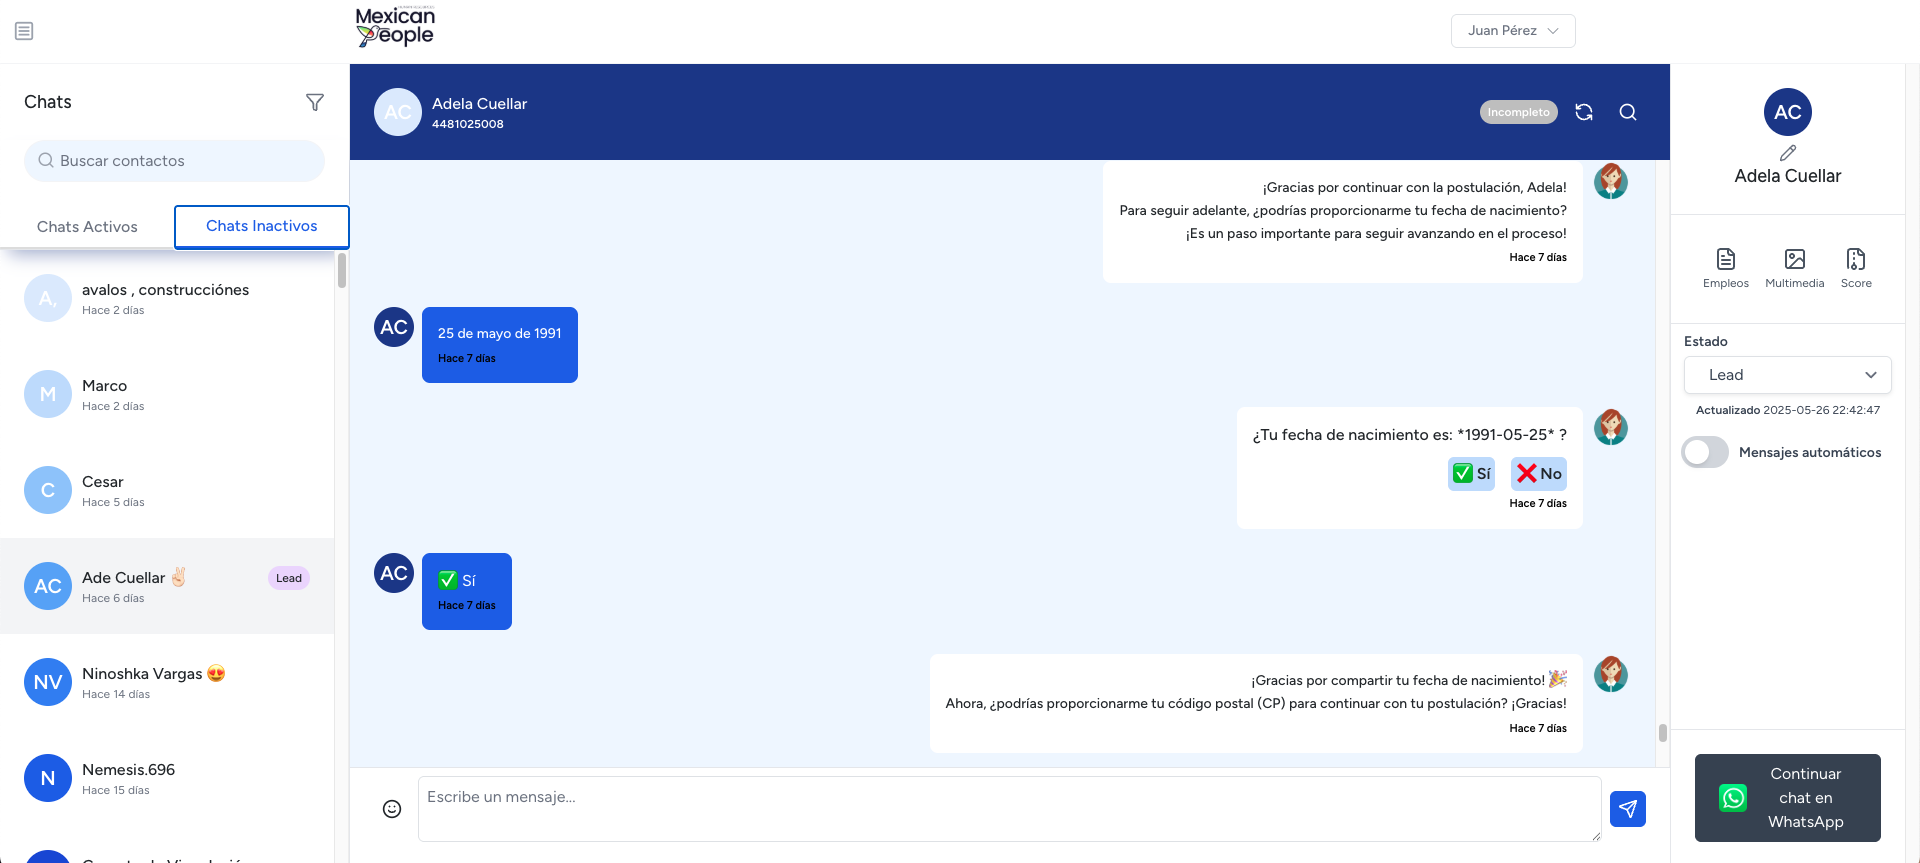 Mexican
People
Juan Pérez
Chats
Buscar contactos
Chats Activos
Chats Inactivos
A,
avalos , construcciónes
Hace 2 días
M
Marco
Hace 2 días
C
Cesar
Hace 5 días
AC
Ade Cuellar ✌🏻
Lead
Hace 6 días
NV
Ninoshka Vargas 😍
Hace 14 días
N
Nemesis.696
Hace 15 días
AC
Adela Cuellar
4481025008
Incompleto
¡Gracias por continuar con la postulación, Adela!
Para seguir adelante, ¿podrías proporcionarme tu fecha de nacimiento?
¡Es un paso importante para seguir avanzando en el proceso!
Hace 7 días
AC
25 de mayo de 1991
Hace 7 días
¿Tu fecha de nacimiento es: *1991-05-25* ?
✅ Sí
❌ No
Hace 7 días
AC
✅ Sí
Hace 7 días
¡Gracias por compartir tu fecha de nacimiento! 🎉
Ahora, ¿podrías proporcionarme tu código postal (CP) para continuar con tu postulación? ¡Gracias!
Hace 7 días
Escribe un mensaje...
AC
Adela Cuellar
Empleos
Multimedia
Score
Estado
Lead
Actualizado 2025-05-26 22:42:47
Mensajes automáticos
Continuar
chat en
WhatsApp